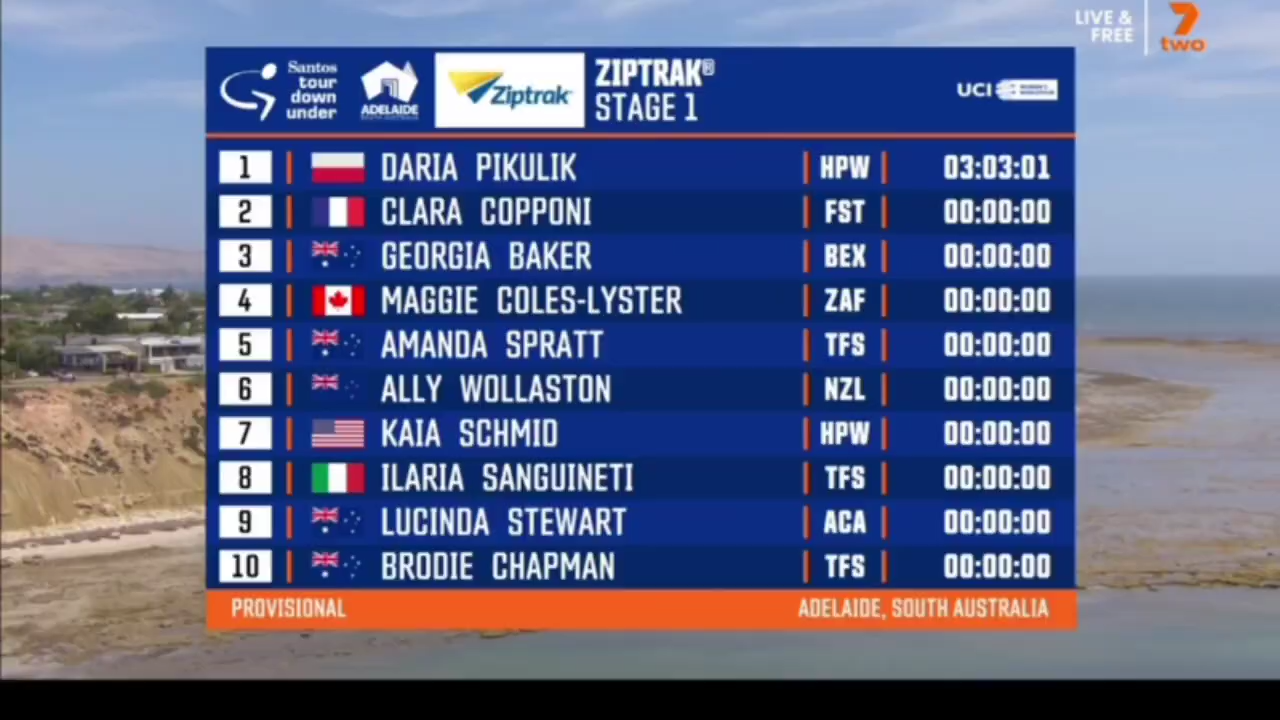 LIVE &
FREE
7
two
Santos
tour
down
under
ADELAIDE
SOUTH AUSTRALIA
Ziptrak
ZIPTRAK®
STAGE 1
UCI
1 DARIA PIKULIK HPW 03:03:01
2 CLARA COPPONI FST 00:00:00
3 GEORGIA BAKER BEX 00:00:00
4 MAGGIE COLES-LYSTER ZAF 00:00:00
5 AMANDA SPRATT TFS 00:00:00
6 ALLY WOLLASTON NZL 00:00:00
7 KAIA SCHMID HPW 00:00:00
8 ILARIA SANGUINETI TFS 00:00:00
9 LUCINDA STEWART ACA 00:00:00
10 BRODIE CHAPMAN TFS 00:00:00
PROVISIONAL ADELAIDE, SOUTH AUSTRALIA